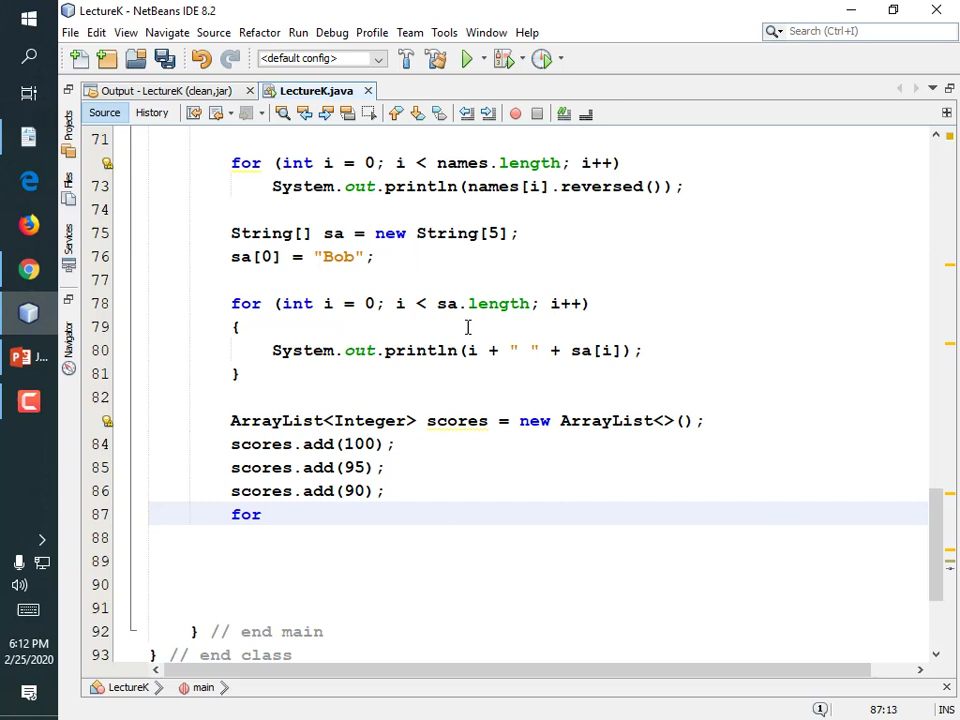 LectureK - NetBeans IDE 8.2
File Edit View Navigate Source Refactor Run Debug Profile Team Tools Window Help
Search (Ctrl+I)
<default config>
Output - LectureK (clean,jar) LectureK.java
Source History
Projects
Files
Services
Navigator
71
for (int i = 0; i < names.length; i++)
73 System.out.println(names[i].reversed());
74
75 String[] sa = new String[5];
76 sa[0] = "Bob";
77
78 for (int i = 0; i < sa.length; i++)
79 {
80 System.out.println(i + " " + sa[i]);
81 }
82
ArrayList<Integer> scores = new ArrayList<>();
84 scores.add(100);
85 scores.add(95);
86 scores.add(90);
87 for
88
89
90
91
92 } // end main
93 } // end class
J...
6:12 PM
2/25/2020
LectureK main
1 87:13 INS